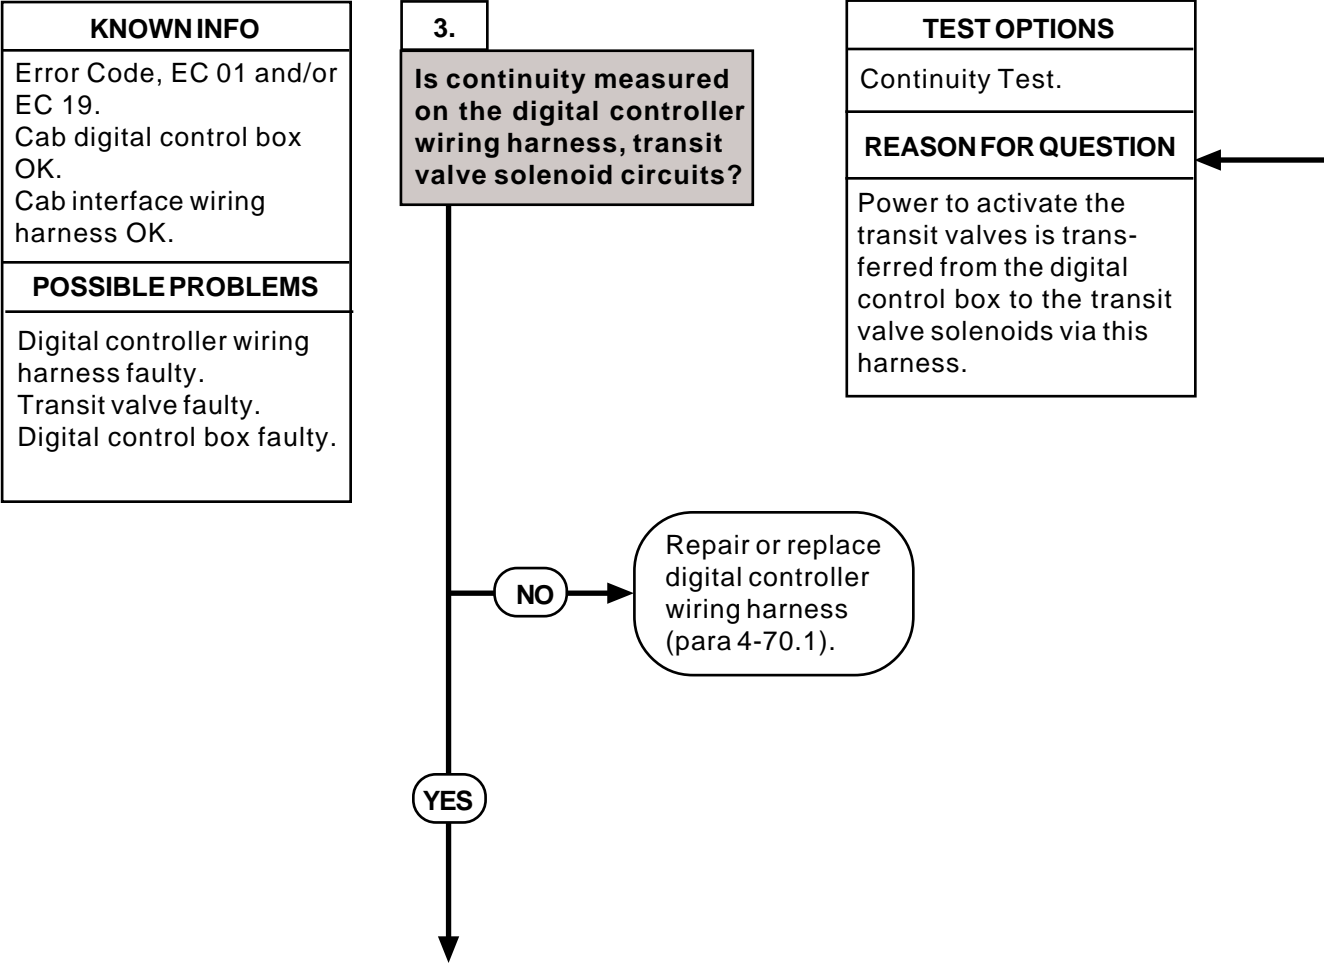 KNOWN INFO
Error Code, EC 01 and/or
EC 19.
Cab digital control box
OK.
Cab interface wiring
harness OK.
POSSIBLE PROBLEMS
Digital controller wiring
harness faulty.
Transit valve faulty.
Digital control box faulty.
3.
Is continuity measured
on the digital controller
wiring harness, transit
valve solenoid circuits?
TEST OPTIONS
Continuity Test.
REASON FOR QUESTION
Power to activate the
transit valves is trans-
ferred from the digital
control box to the transit
valve solenoids via this
harness.
NO
Repair or replace
digital controller
wiring harness
(para 4-70.1).
YES